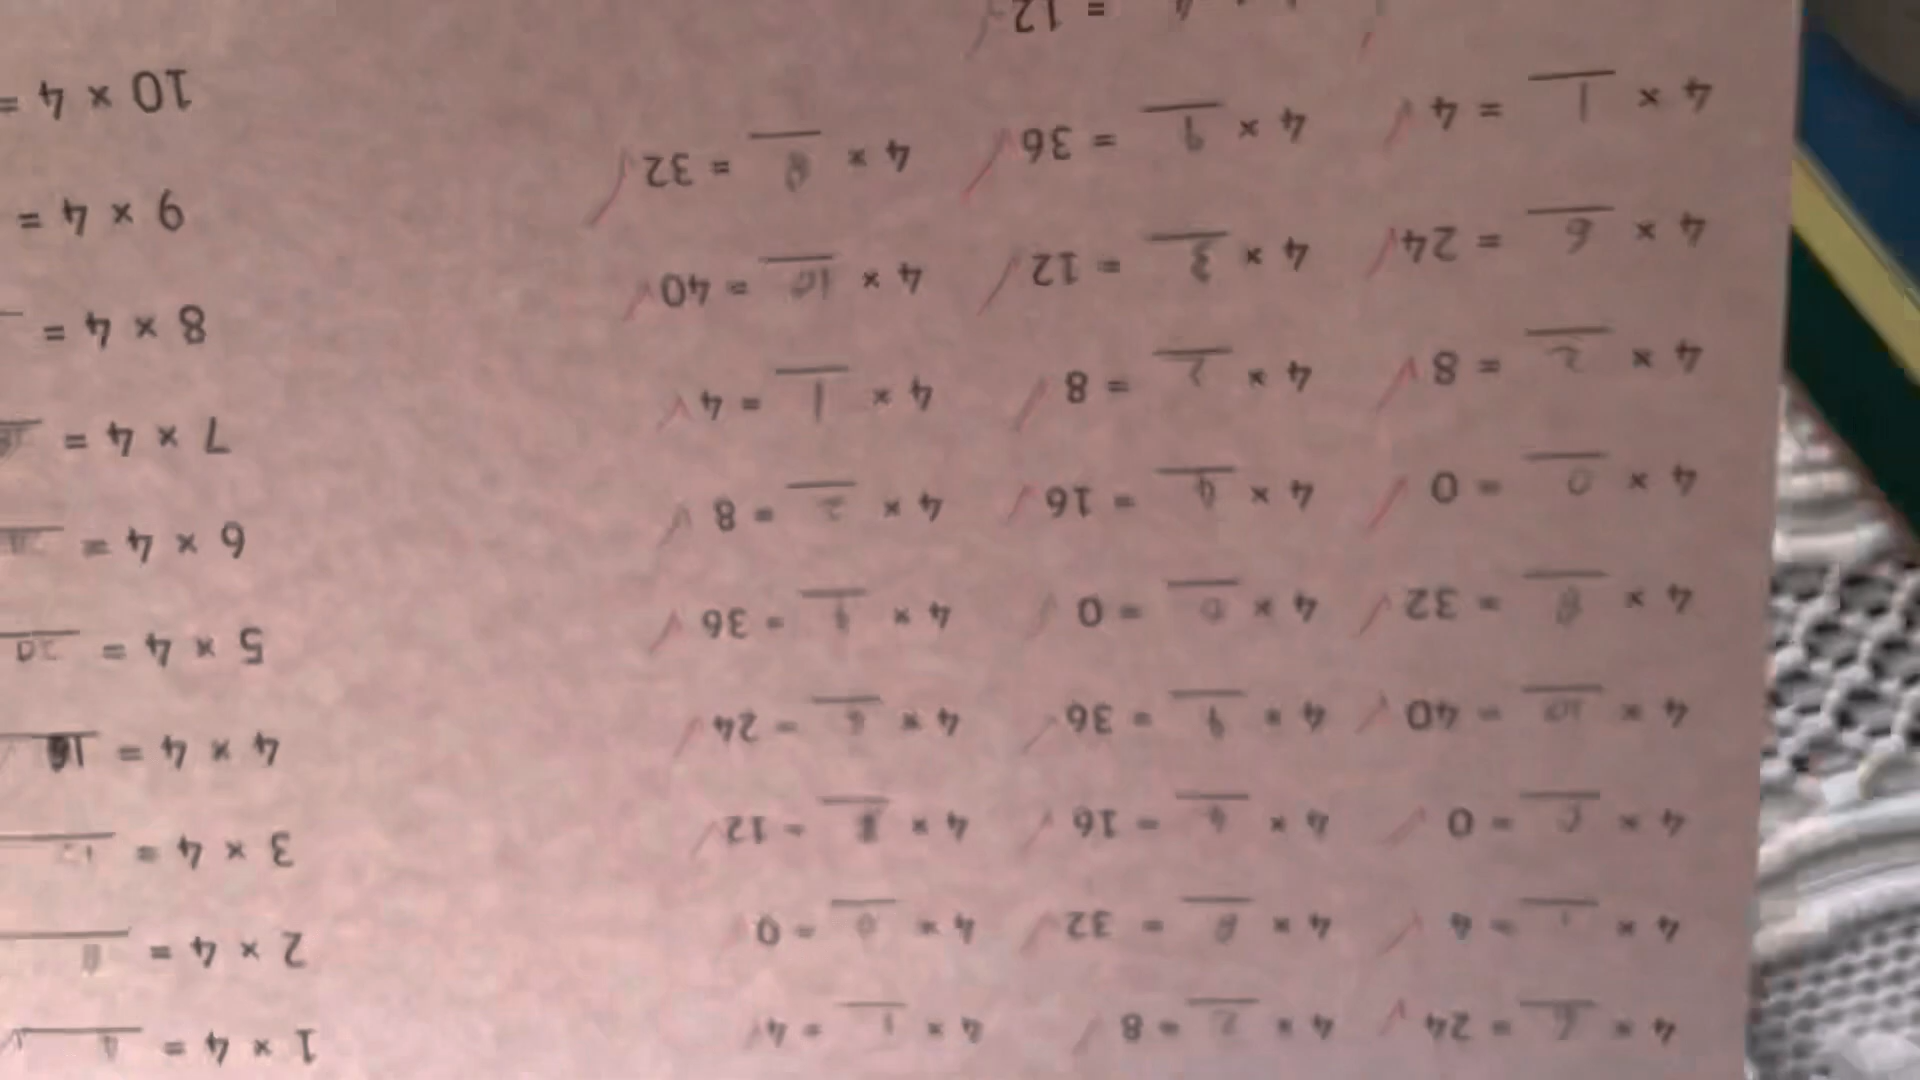 4 × 6 = 24 4 × 2 = 8 4 × 1 = 4 1 × 4 = 4
4 × 1 = 4 4 × 8 = 32 4 × 0 = 0 2 × 4 = 8
4 × 0 = 0 4 × 4 = 16 4 × 3 = 12 3 × 4 = 12
4 × 10 = 40 4 × 9 = 36 4 × 6 = 24 4 × 4 = 16
4 × 8 = 32 4 × 0 = 0 4 × 9 = 36 5 × 4 = 20
4 × 0 = 0 4 × 4 = 16 4 × 2 = 8 6 × 4 =
4 × 2 = 8 4 × 2 = 8 4 × 1 = 4 7 × 4 =
4 × 6 = 24 4 × 3 = 12 4 × 10 = 40 8 × 4 =
4 × 1 = 4 4 × 9 = 36 4 × 8 = 32 9 × 4 =
= 12 10 × 4 =